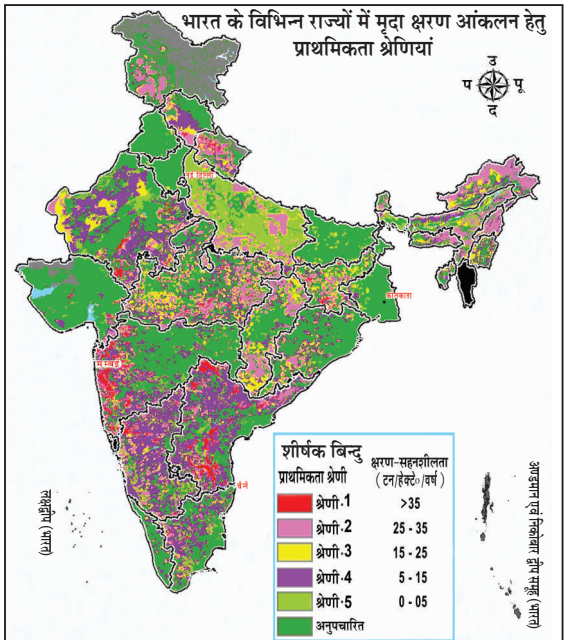 भारत के विभिन्न राज्यों में मृदा क्षरण आंकलन हेतु
प्राथमिकता श्रेणियां
उ
प पू
द
नई दिल्ली
कोलकाता
मुम्बई
लक्षद्वीप (भारत)
अण्डमान एवं निकोबार द्वीप समूह (भारत)
शीर्षक बिन्दु
प्राथमिकता श्रेणी क्षरण-सहनशीलता
(टन/हेक्टे०/वर्ष)
श्रेणी-1 >35
श्रेणी-2 25 - 35
श्रेणी-3 15 - 25
श्रेणी-4 5 - 15
श्रेणी-5 0 - 05
अनुपचारित